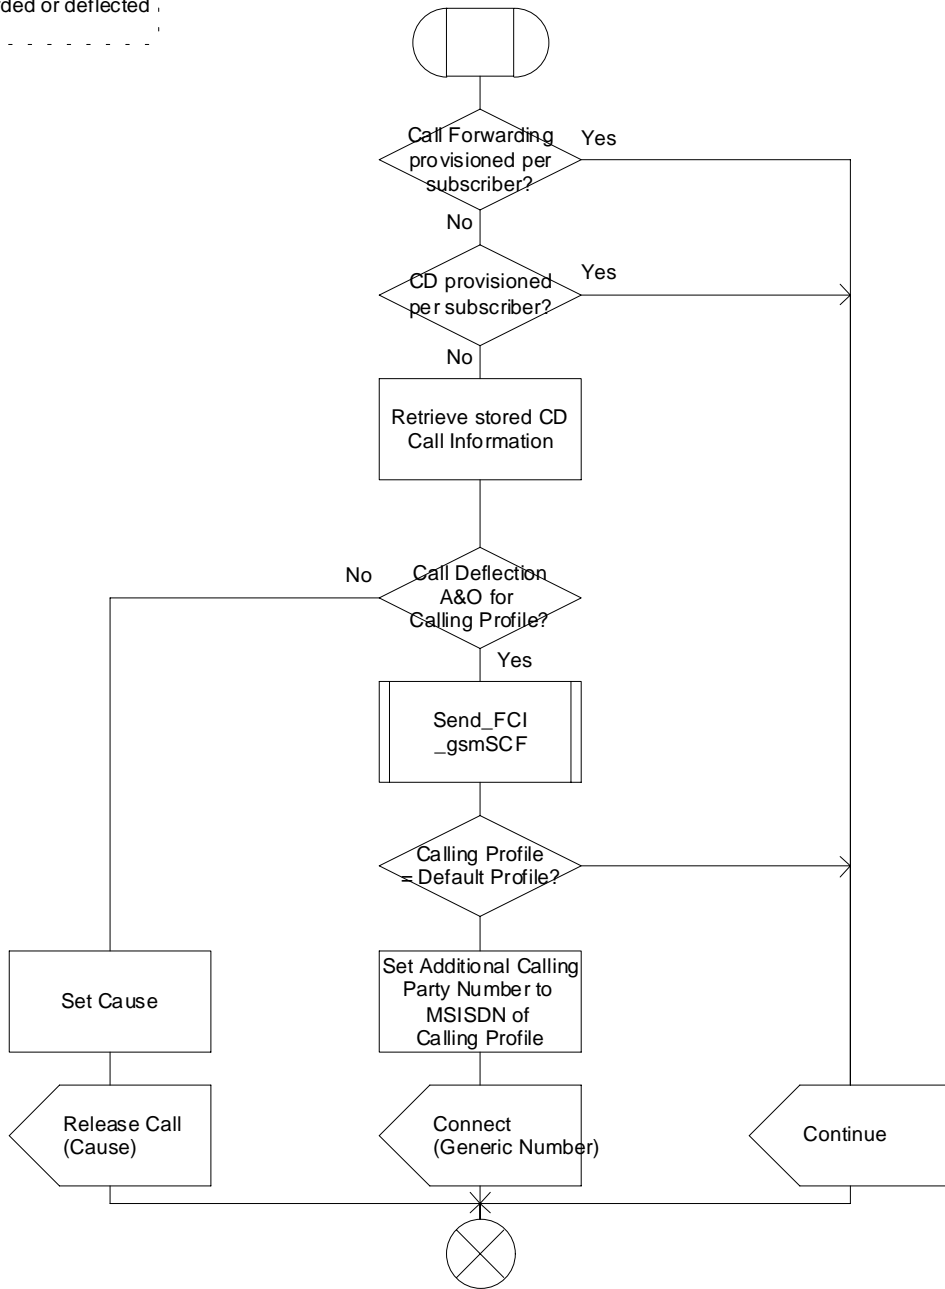 or deflected
Call Forwarding
provisioned per
subscriber?
Yes
No
CD provisioned
per subscriber?
Yes
No
Retrieve stored CD
Call Information
No
Call Deflection
A&O for
Calling Profile?
Yes
Send_FCI
_gsmSCF
Calling Profile
= Default Profile?
Set Cause
Set Additional Calling
Party Number to
MSISDN of
Calling Profile
Release Call
(Cause)
Connect
(Generic Number)
Continue